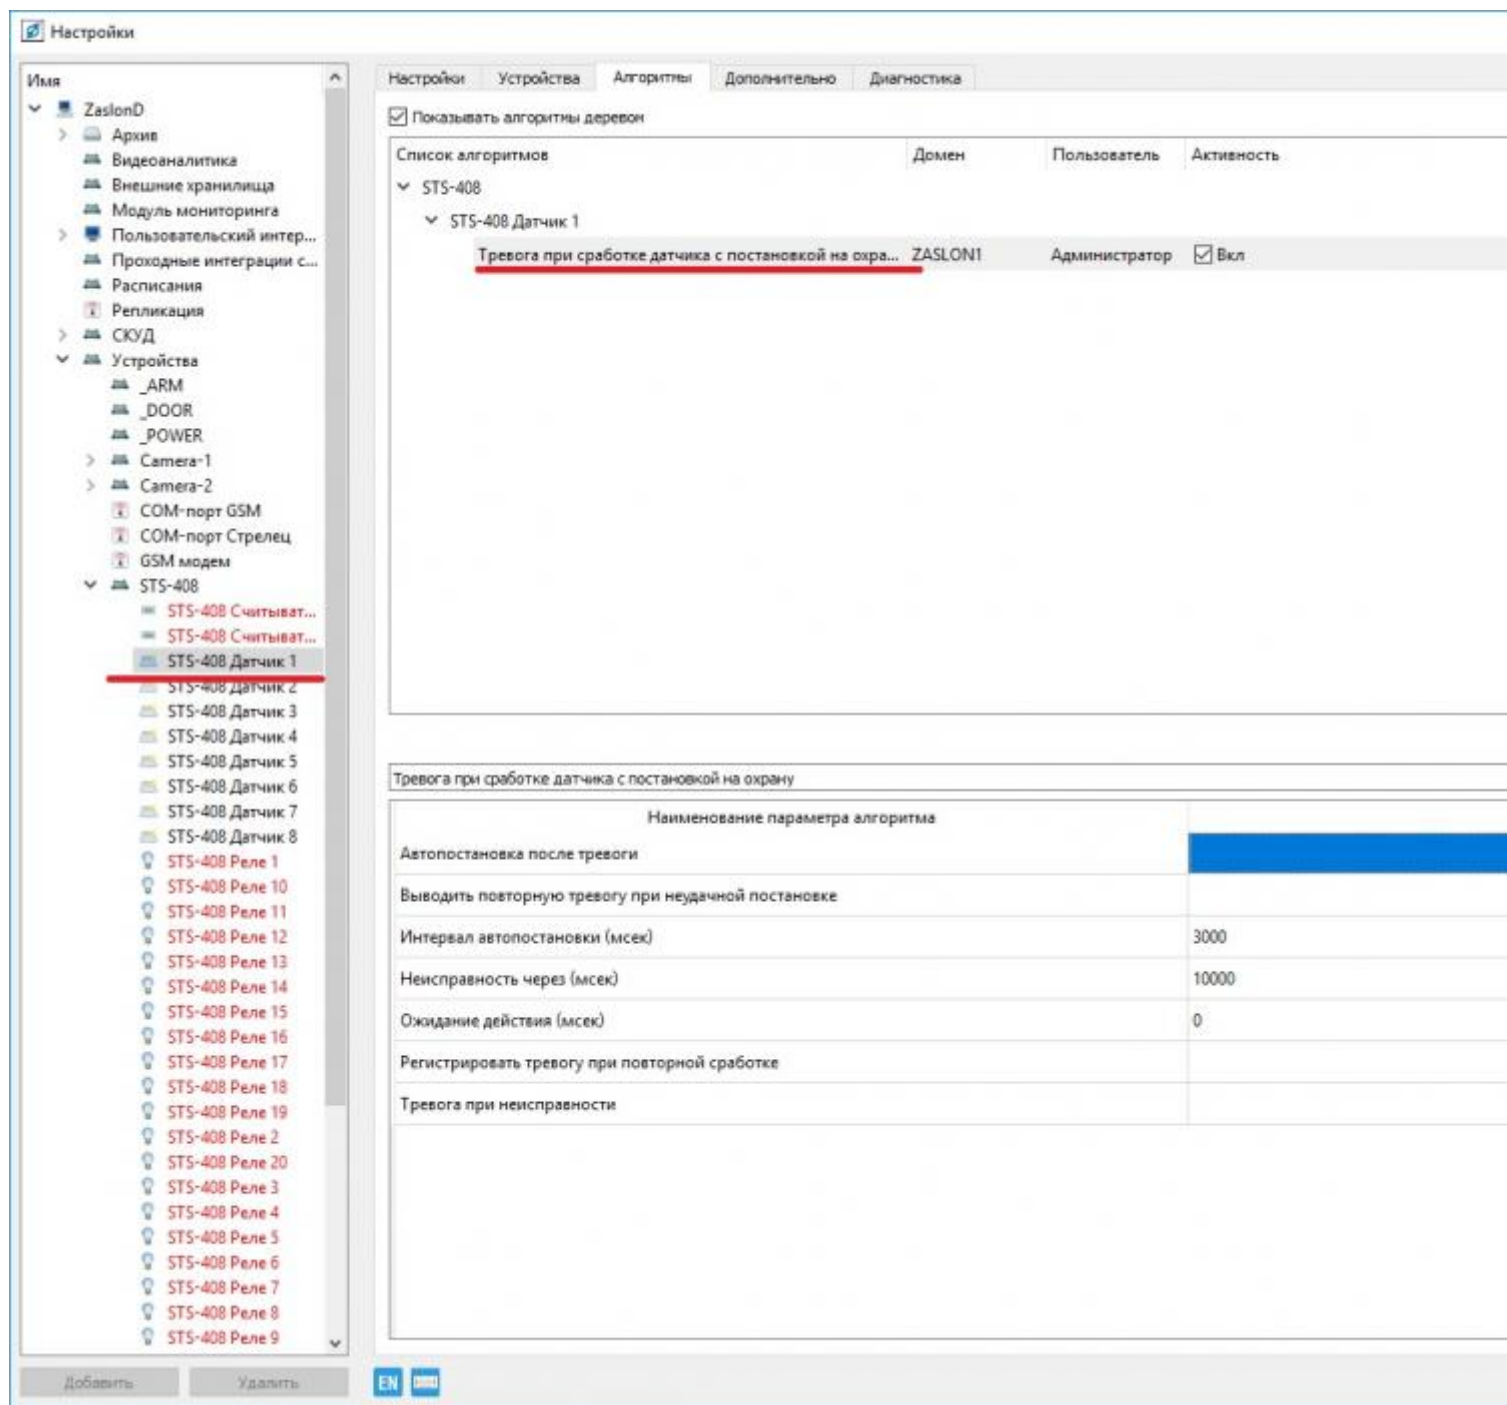 Настройки
Имя
ZaslonD
Архив
Видеоаналитика
Внешние хранилища
Модуль мониторинга
Пользовательский интер...
Проходные интеграции с...
Расписания
Репликация
СКУД
Устройства
_ARM
_DOOR
_POWER
Camera-1
Camera-2
COM-порт GSM
COM-порт Стрелец
GSM модем
STS-408
STS-408 Считыват...
STS-408 Считыват...
STS-408 Датчик 1
STS-408 Датчик 2
STS-408 Датчик 3
STS-408 Датчик 4
STS-408 Датчик 5
STS-408 Датчик 6
STS-408 Датчик 7
STS-408 Датчик 8
STS-408 Реле 1
STS-408 Реле 10
STS-408 Реле 11
STS-408 Реле 12
STS-408 Реле 13
STS-408 Реле 14
STS-408 Реле 15
STS-408 Реле 16
STS-408 Реле 17
STS-408 Реле 18
STS-408 Реле 19
STS-408 Реле 2
STS-408 Реле 20
STS-408 Реле 3
STS-408 Реле 4
STS-408 Реле 5
STS-408 Реле 6
STS-408 Реле 7
STS-408 Реле 8
STS-408 Реле 9
Добавить Удалить
Настройки Устройства Алгоритмы Дополнительно Диагностика
Показывать алгоритмы деревом
Список алгоритмов Домен Пользователь Активность
STS-408
STS-408 Датчик 1
Тревога при сработке датчика с постановкой на охра... ZASLON1 Администратор Вкл
Тревога при сработке датчика с постановкой на охрану
Наименование параметра алгоритма
Автопостановка после тревоги
Выводить повторную тревогу при неудачной постановке
Интервал автопостановки (мсек) 3000
Неисправность через (мсек) 10000
Ожидание действия (мсек) 0
Регистрировать тревогу при повторной сработке
Тревога при неисправности
EN